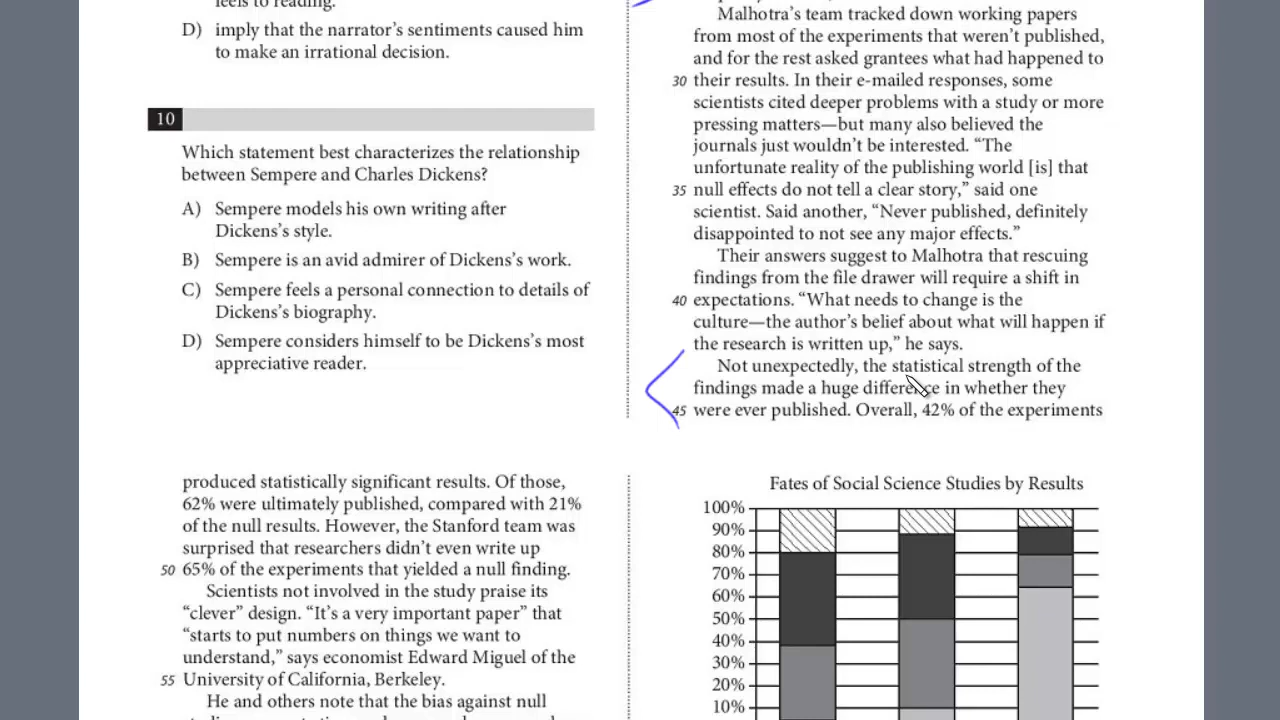 feels to reading.
D) imply that the narrator's sentiments caused him
to make an irrational decision.
10
Which statement best characterizes the relationship
between Sempere and Charles Dickens?
A) Sempere models his own writing after
Dickens's style.
B) Sempere is an avid admirer of Dickens's work.
C) Sempere feels a personal connection to details of
Dickens's biography.
D) Sempere considers himself to be Dickens's most
appreciative reader.
Malhotra's team tracked down working papers
from most of the experiments that weren't published,
and for the rest asked grantees what had happened to
30 their results. In their e-mailed responses, some
scientists cited deeper problems with a study or more
pressing matters—but many also believed the
journals just wouldn't be interested. “The
unfortunate reality of the publishing world [is] that
35 null effects do not tell a clear story,” said one
scientist. Said another, “Never published, definitely
disappointed to not see any major effects.”
Their answers suggest to Malhotra that rescuing
findings from the file drawer will require a shift in
40 expectations. “What needs to change is the
culture—the author's belief about what will happen if
the research is written up,” he says.
Not unexpectedly, the statistical strength of the
findings made a huge difference in whether they
45 were ever published. Overall, 42% of the experiments
produced statistically significant results. Of those,
62% were ultimately published, compared with 21%
of the null results. However, the Stanford team was
surprised that researchers didn't even write up
50 65% of the experiments that yielded a null finding.
Scientists not involved in the study praise its
“clever” design. “It's a very important paper” that
“starts to put numbers on things we want to
understand,” says economist Edward Miguel of the
55 University of California, Berkeley.
He and others note that the bias against null
Fates of Social Science Studies by Results
100%
90%
80%
70%
60%
50%
40%
30%
20%
10%